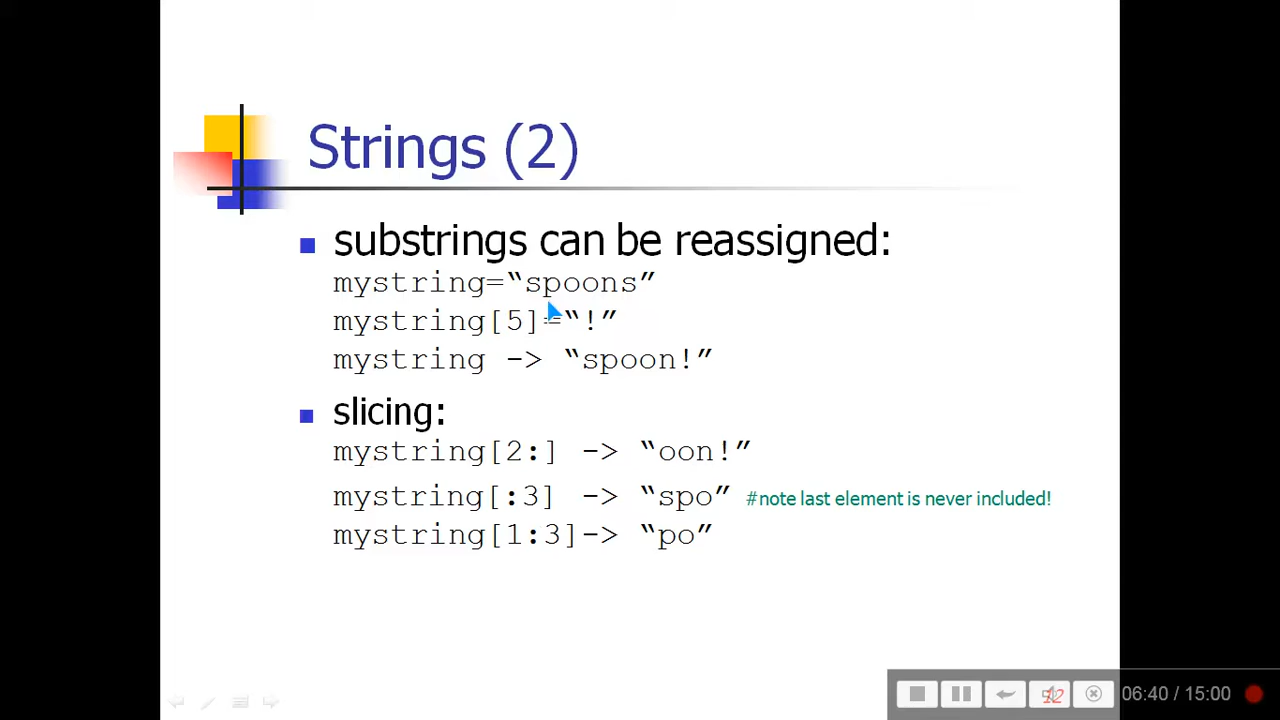 Strings (2)
substrings can be reassigned:
mystring=“spoons”
mystring[5]=“!”
mystring -> “spoon!”
slicing:
mystring[2:] -> “oon!”
mystring[:3] -> “spo” #note last element is never included!
mystring[1:3]-> “po”
12
06:40 / 15:00